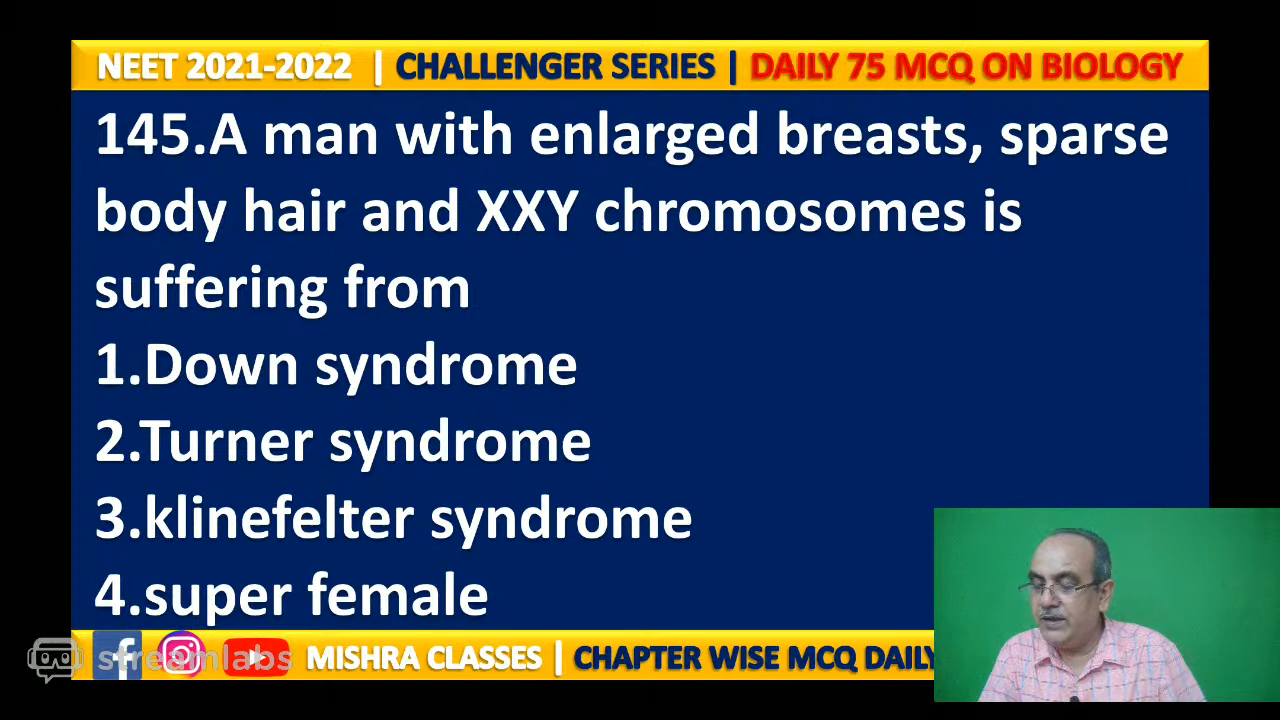 NEET 2021-2022 | CHALLENGER SERIES | DAILY 75 MCQ ON BIOLOGY
145.A man with enlarged breasts, sparse
body hair and XXY chromosomes is
suffering from
1.Down syndrome
2.Turner syndrome
3.klinefelter syndrome
4.super female
streamlabs
MISHRA CLASSES | CHAPTER WISE MCQ DAILY